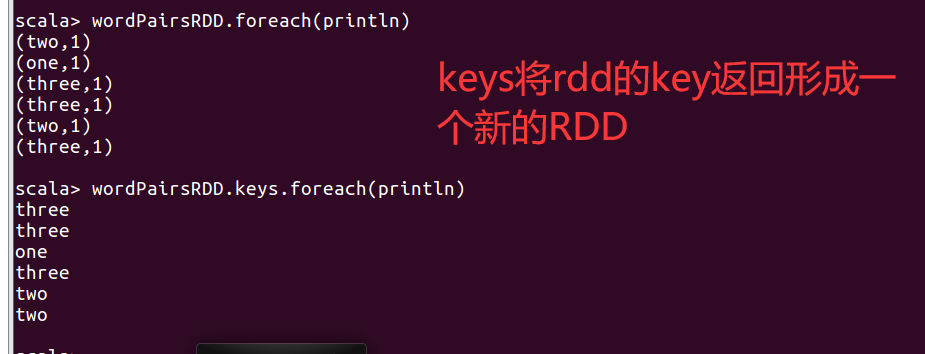 scala> wordPairsRDD.foreach(println)
(two,1)
(one,1)
(three,1)
(three,1)
(two,1)
(three,1)
keys将rdd的key返回形成一
个新的RDD
scala> wordPairsRDD.keys.foreach(println)
three
three
one
three
two
two
scala>